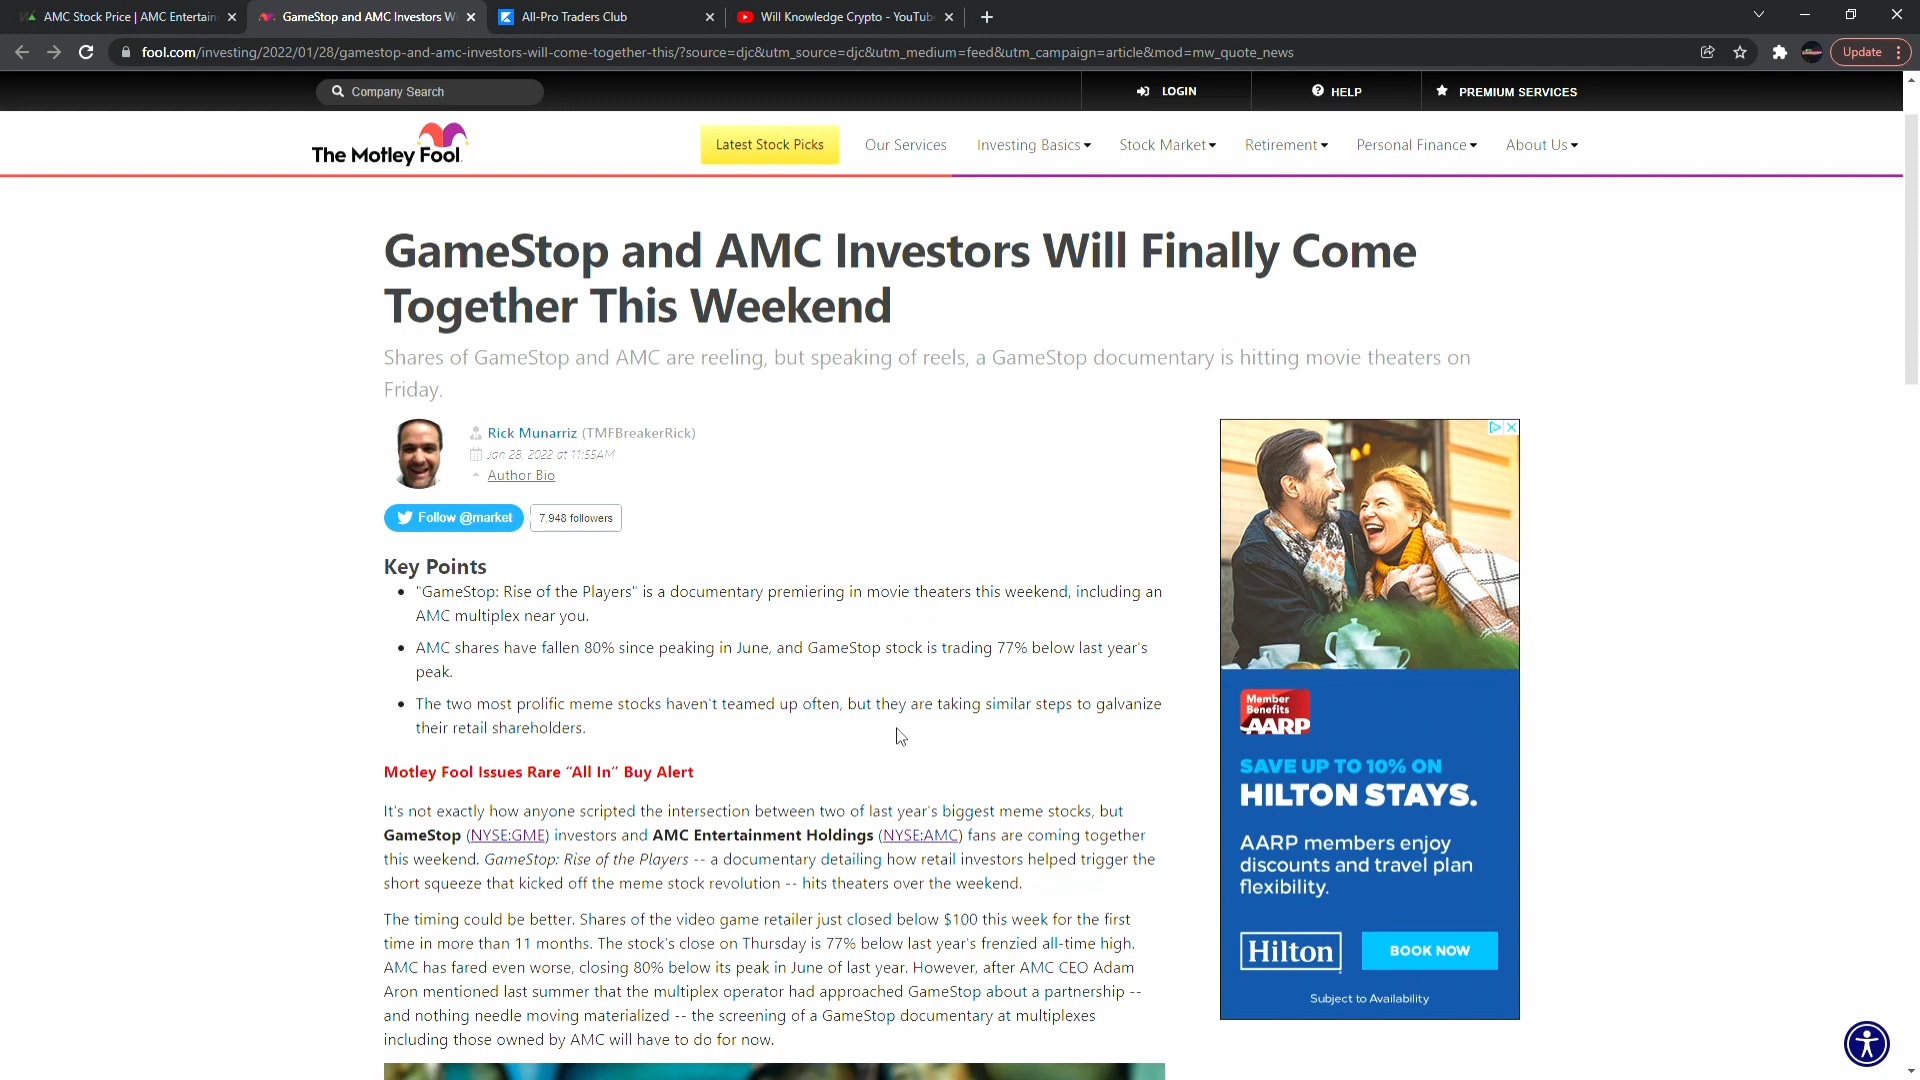 AMC Stock Price | AMC Entertain
GameStop and AMC Investors W
All-Pro Traders Club
Will Knowledge Crypto - YouTub
fool.com/investing/2022/01/28/gamestop-and-amc-investors-will-come-together-this/?source=djc&utm_source=djc&utm_medium=feed&utm_campaign=article&mod=mw_quote_news
Update
Company Search
LOGIN
HELP
PREMIUM SERVICES
The Motley Fool
Latest Stock Picks
Our Services
Investing Basics
Stock Market
Retirement
Personal Finance
About Us
GameStop and AMC Investors Will Finally Come
Together This Weekend
Shares of GameStop and AMC are reeling, but speaking of reels, a GameStop documentary is hitting movie theaters on
Friday.
Rick Munarriz (TMFBreakerRick)
Jan 28, 2022 at 11:55AM
Author Bio
Follow @market
7,948 followers
Key Points
• "GameStop: Rise of the Players" is a documentary premiering in movie theaters this weekend, including an
AMC multiplex near you.
• AMC shares have fallen 80% since peaking in June, and GameStop stock is trading 77% below last year's
peak.
• The two most prolific meme stocks haven't teamed up often, but they are taking similar steps to galvanize
their retail shareholders.
Motley Fool Issues Rare “All In” Buy Alert
It's not exactly how anyone scripted the intersection between two of last year's biggest meme stocks, but
GameStop (NYSE:GME) investors and AMC Entertainment Holdings (NYSE:AMC) fans are coming together
this weekend. GameStop: Rise of the Players -- a documentary detailing how retail investors helped trigger the
short squeeze that kicked off the meme stock revolution -- hits theaters over the weekend.
The timing could be better. Shares of the video game retailer just closed below $100 this week for the first
time in more than 11 months. The stock's close on Thursday is 77% below last year's frenzied all-time high.
AMC has fared even worse, closing 80% below its peak in June of last year. However, after AMC CEO Adam
Aron mentioned last summer that the multiplex operator had approached GameStop about a partnership --
and nothing needle moving materialized -- the screening of a GameStop documentary at multiplexes
including those owned by AMC will have to do for now.
Member
Benefits
AARP
SAVE UP TO 10% ON
HILTON STAYS.
AARP members enjoy
discounts and travel plan
flexibility.
Hilton
BOOK NOW
Subject to Availability